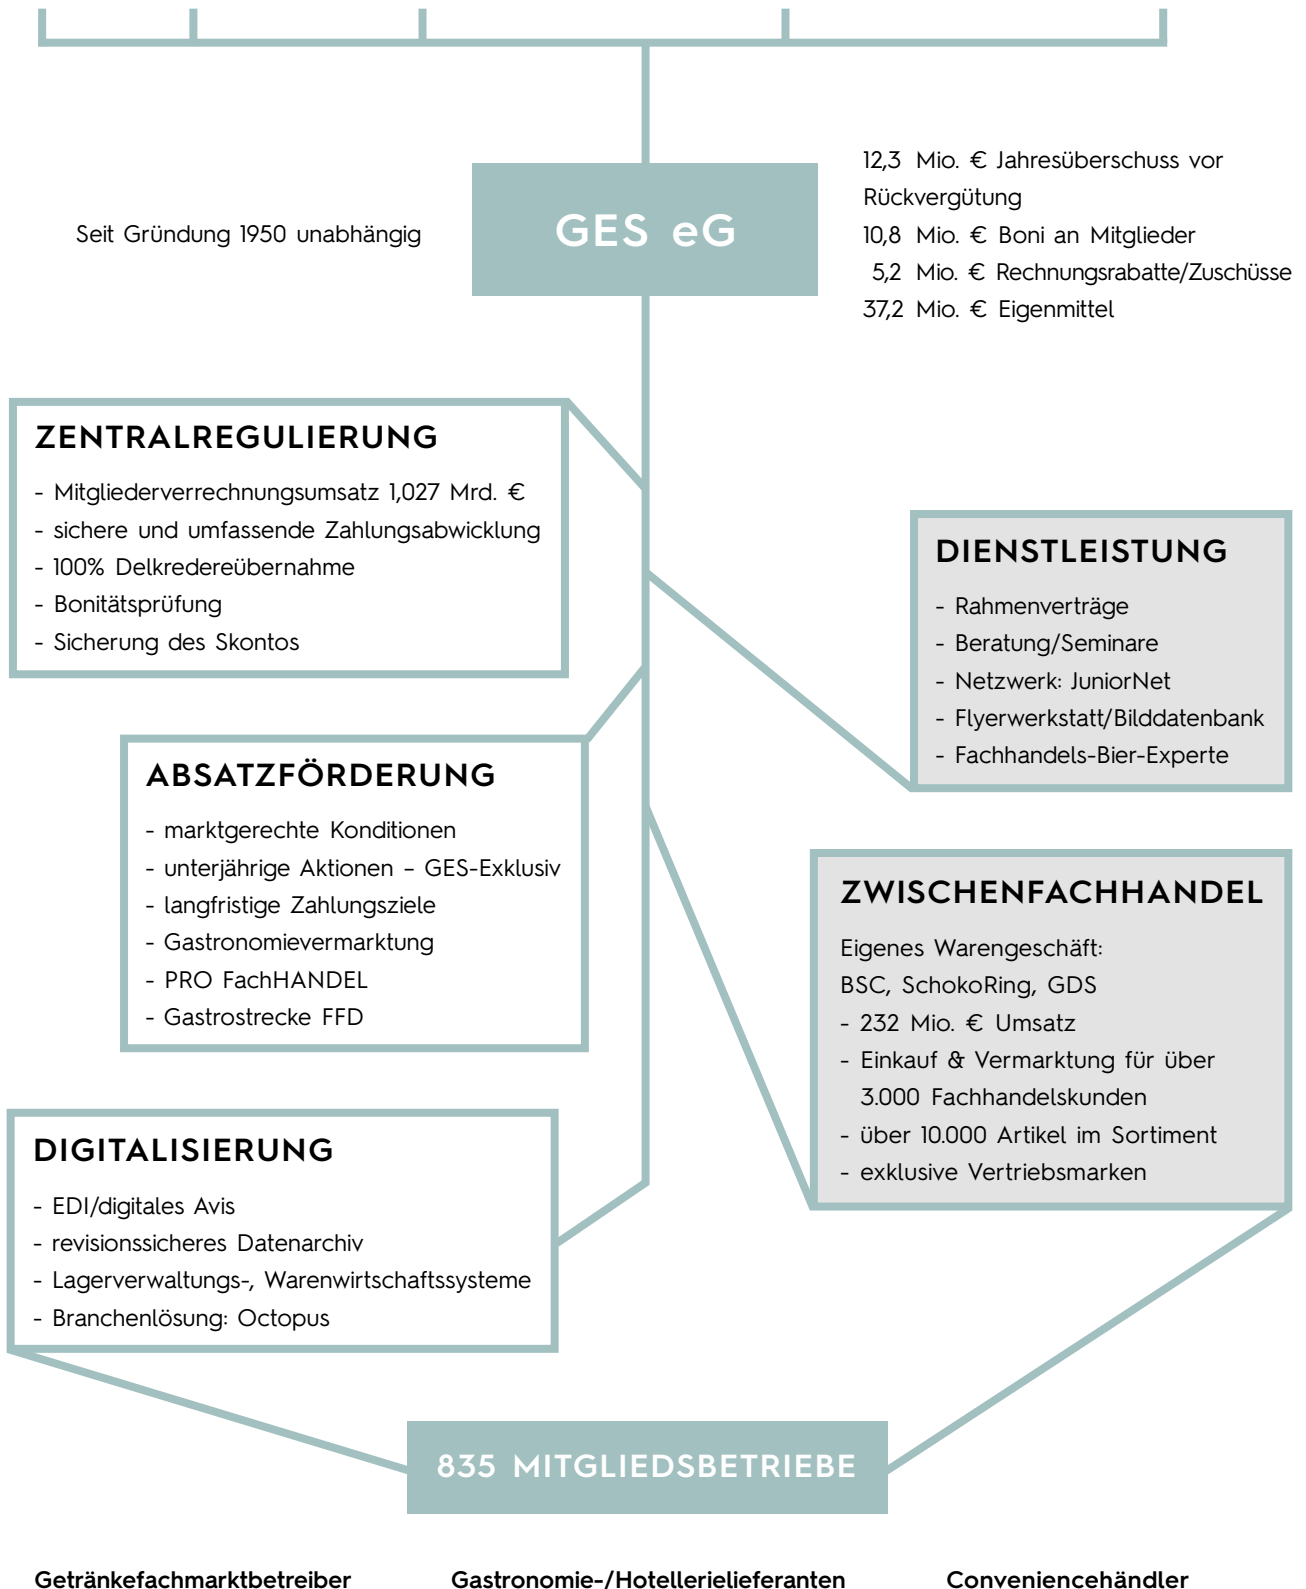 Seit Gründung 1950 unabhängig
GES eG
12,3 Mio. € Jahresüberschuss vor
Rückvergütung
10,8 Mio. € Boni an Mitglieder
5,2 Mio. € Rechnungsrabatte/Zuschüsse
37,2 Mio. € Eigenmittel
ZENTRALREGULIERUNG
- Mitgliederverrechnungsumsatz 1,027 Mrd. €
- sichere und umfassende Zahlungsabwicklung
- 100% Delkredereübernahme
- Bonitätsprüfung
- Sicherung des Skontos
DIENSTLEISTUNG
- Rahmenverträge
- Beratung/Seminare
- Netzwerk: JuniorNet
- Flyerwerkstatt/Bilddatenbank
- Fachhandels-Bier-Experte
ABSATZFÖRDERUNG
- marktgerechte Konditionen
- unterjährige Aktionen – GES-Exklusiv
- langfristige Zahlungsziele
- Gastronomievermarktung
- PRO FachHANDEL
- Gastrostrecke FFD
ZWISCHENFACHHANDEL
Eigenes Warengeschäft:
BSC, SchokoRing, GDS
- 232 Mio. € Umsatz
- Einkauf & Vermarktung für über
3.000 Fachhandelskunden
- über 10.000 Artikel im Sortiment
- exklusive Vertriebsmarken
DIGITALISIERUNG
- EDI/digitales Avis
- revisionssicheres Datenarchiv
- Lagerverwaltungs-, Warenwirtschaftssysteme
- Branchenlösung: Octopus
835 MITGLIEDSBETRIEBE
Getränkefachmarktbetreiber
Gastronomie-/Hotellerielieferanten
Conveniencehändler